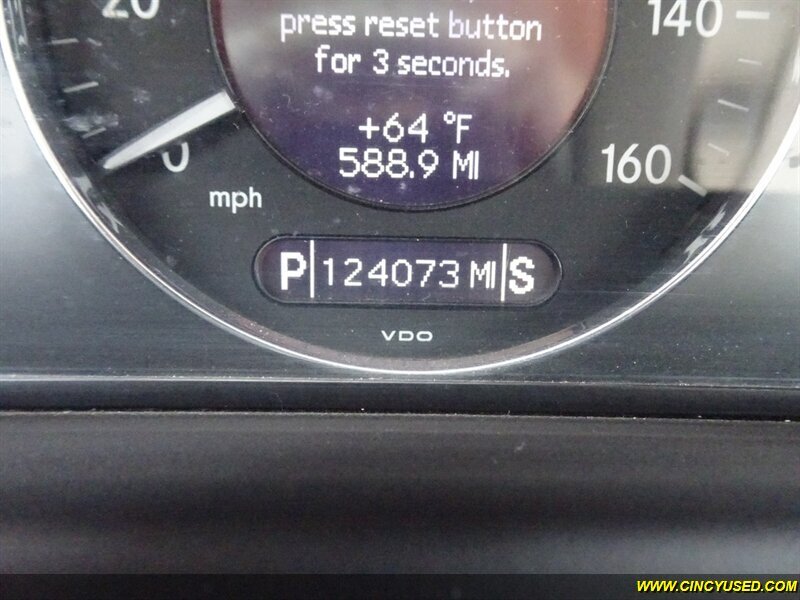 20
140
press reset button
for 3 seconds.
+64 °F
588.9 MI
0
160
mph
P 124073 MI S
VDO
WWW.CINCYUSED.COM